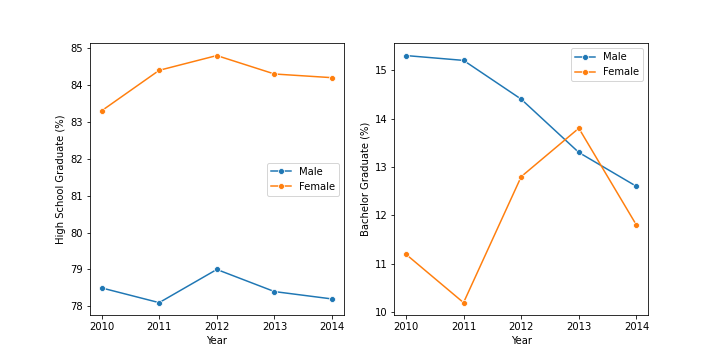 85
84
83
82
81
80
79
78
High School Graduate (%)
Male
Female
2010 2011 2012 2013 2014
Year
15
14
13
12
11
10
Bachelor Graduate (%)
Male
Female
2010 2011 2012 2013 2014
Year